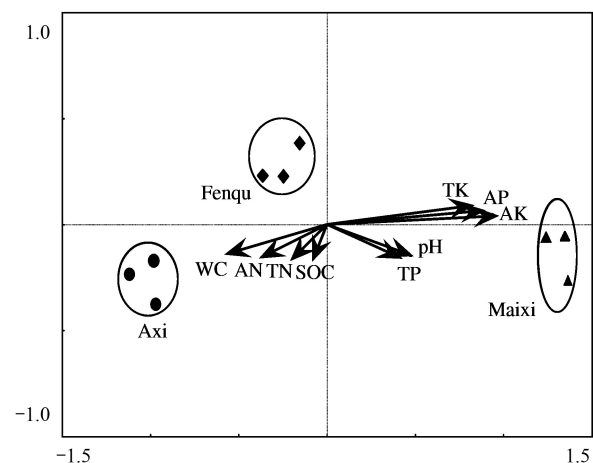 1.0
Fenqu
TK
AP
AK
WC AN TN SOC
pH
TP
Axi
Maixi
-1.0
-1.5
1.5